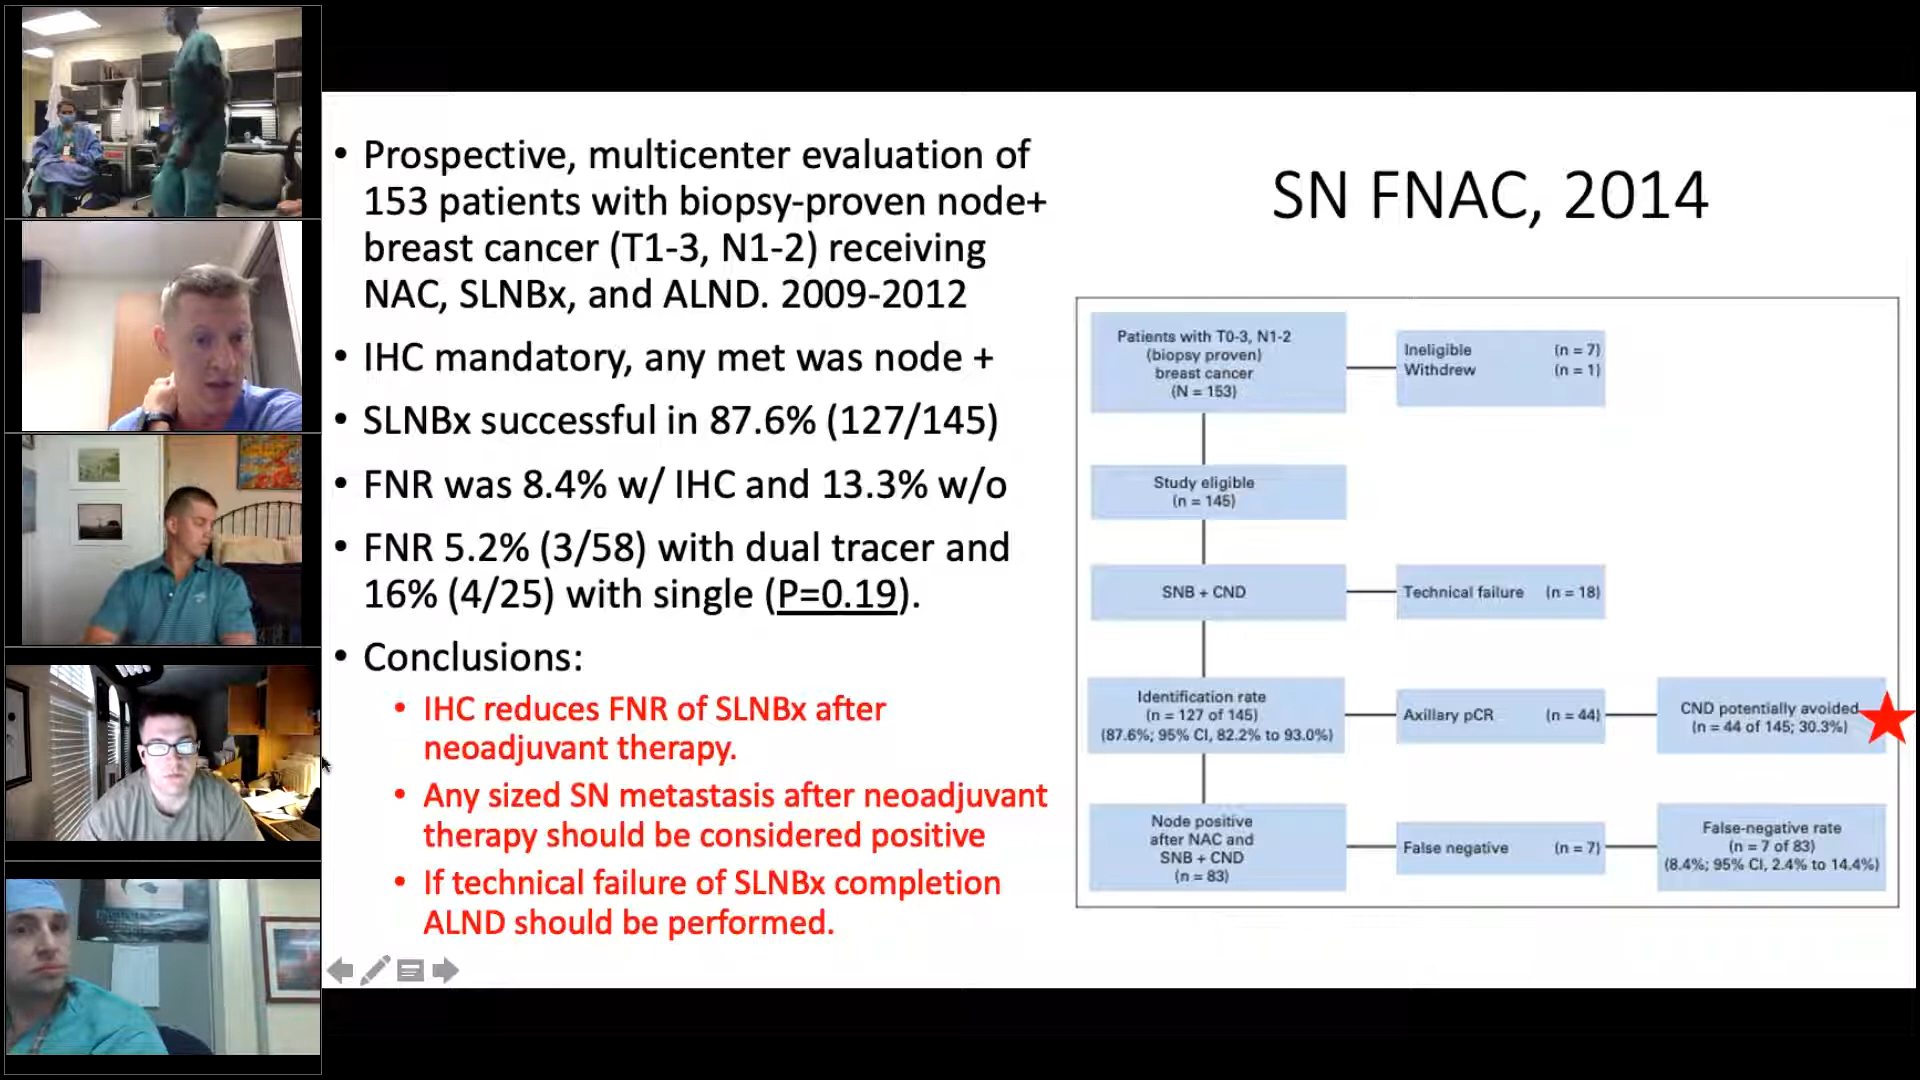 SN FNAC, 2014
• Prospective, multicenter evaluation of
153 patients with biopsy-proven node+
breast cancer (T1-3, N1-2) receiving
NAC, SLNBx, and ALND. 2009-2012
• IHC mandatory, any met was node +
• SLNBx successful in 87.6% (127/145)
• FNR was 8.4% w/ IHC and 13.3% w/o
• FNR 5.2% (3/58) with dual tracer and
16% (4/25) with single (P=0.19).
• Conclusions:
• IHC reduces FNR of SLNBx after
neoadjuvant therapy.
• Any sized SN metastasis after neoadjuvant
therapy should be considered positive
• If technical failure of SLNBx completion
ALND should be performed.
Patients with T0-3, N1-2
(biopsy proven)
breast cancer
(N = 153)
Ineligible (n = 7)
Withdrew (n = 1)
Study eligible
(n = 145)
SNB + CND
Technical failure (n = 18)
Identification rate
(n = 127 of 145)
(87.6%; 95% CI, 82.2% to 93.0%)
Axillary pCR (n = 44)
CND potentially avoided
(n = 44 of 145; 30.3%)
Node positive
after NAC and
SNB + CND
(n = 83)
False negative (n = 7)
False-negative rate
(n = 7 of 83)
(8.4%; 95% CI, 2.4% to 14.4%)